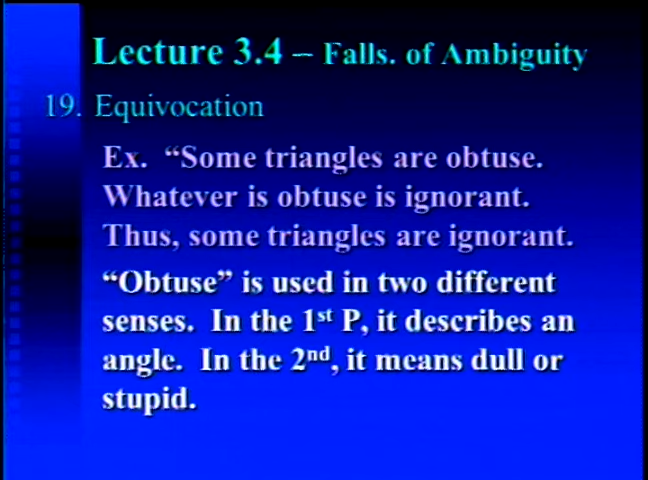 Lecture 3.4 – Falls. of Ambiguity
19. Equivocation
Ex. “Some triangles are obtuse.
Whatever is obtuse is ignorant.
Thus, some triangles are ignorant.
“Obtuse” is used in two different
senses. In the 1st P, it describes an
angle. In the 2nd, it means dull or
stupid.